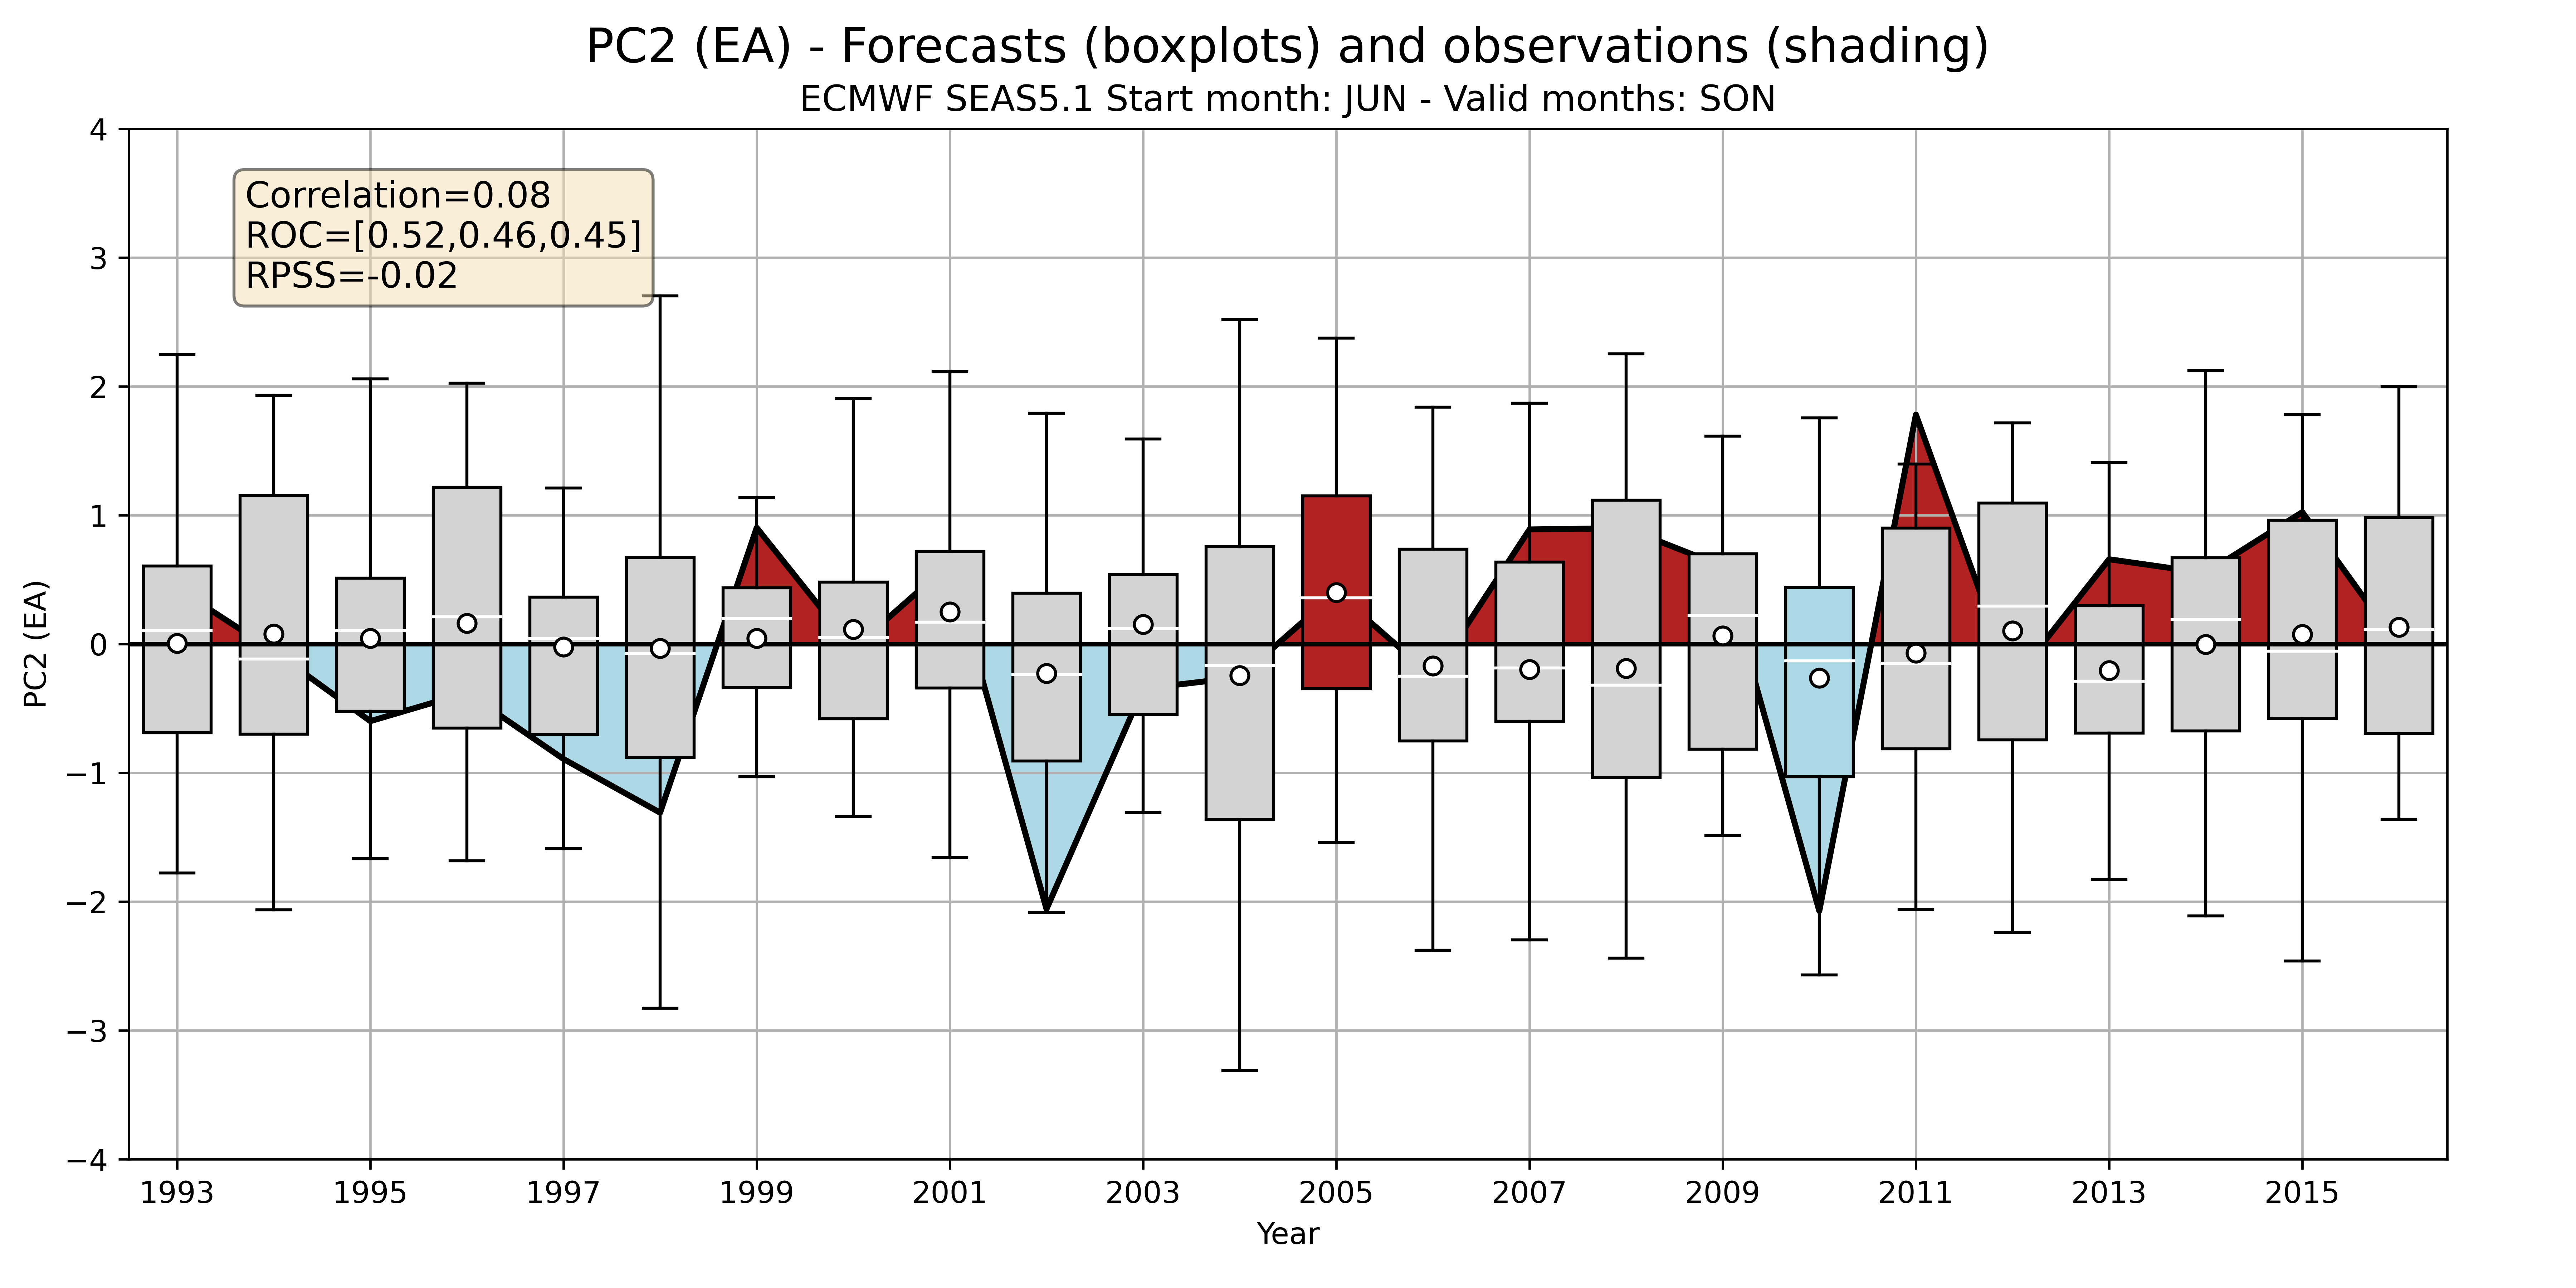 PC2 (EA) - Forecasts (boxplots) and observations (shading)
ECMWF SEAS5.1 Start month: JUN - Valid months: SON
Correlation=0.08
ROC=[0.52,0.46,0.45]
RPSS=-0.02
PC2 (EA)
4
3
2
1
0
−1
−2
−3
−4
1993 1995 1997 1999 2001 2003 2005 2007 2009 2011 2013 2015
Year